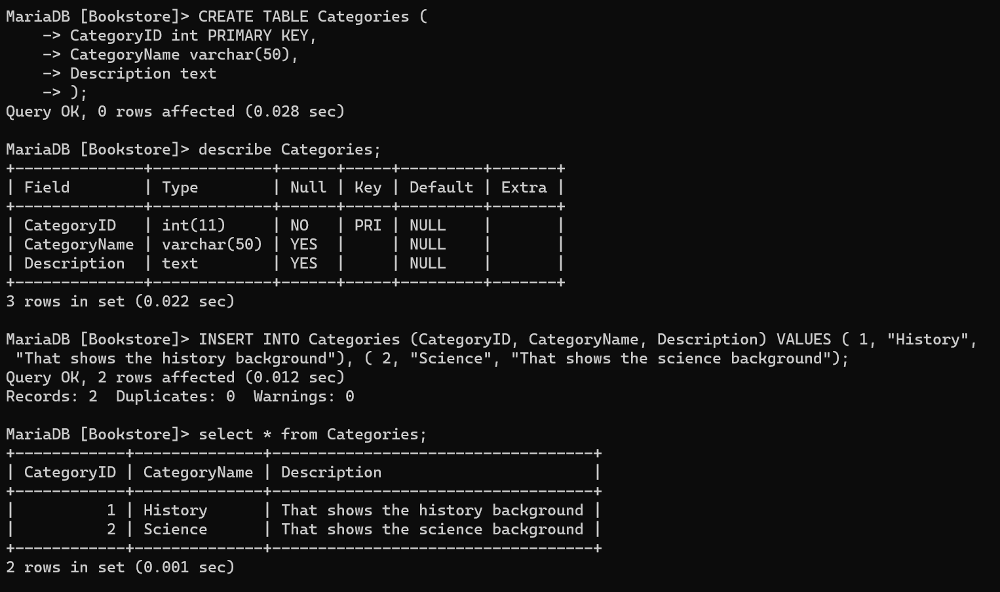 MariaDB [Bookstore]> CREATE TABLE Categories (
    -> CategoryID int PRIMARY KEY,
    -> CategoryName varchar(50),
    -> Description text
    -> );
Query OK, 0 rows affected (0.028 sec)

MariaDB [Bookstore]> describe Categories;
+--------------+-------------+------+-----+---------+-------+
| Field        | Type        | Null | Key | Default | Extra |
+--------------+-------------+------+-----+---------+-------+
| CategoryID   | int(11)     | NO   | PRI | NULL    |       |
| CategoryName | varchar(50) | YES  |     | NULL    |       |
| Description  | text        | YES  |     | NULL    |       |
+--------------+-------------+------+-----+---------+-------+
3 rows in set (0.022 sec)

MariaDB [Bookstore]> INSERT INTO Categories (CategoryID, CategoryName, Description) VALUES ( 1, "History",
 "That shows the history background"), ( 2, "Science", "That shows the science background");
Query OK, 2 rows affected (0.012 sec)
Records: 2  Duplicates: 0  Warnings: 0

MariaDB [Bookstore]> select * from Categories;
+------------+--------------+-----------------------------------+
| CategoryID | CategoryName | Description                       |
+------------+--------------+-----------------------------------+
|          1 | History      | That shows the history background |
|          2 | Science      | That shows the science background |
+------------+--------------+-----------------------------------+
2 rows in set (0.001 sec)